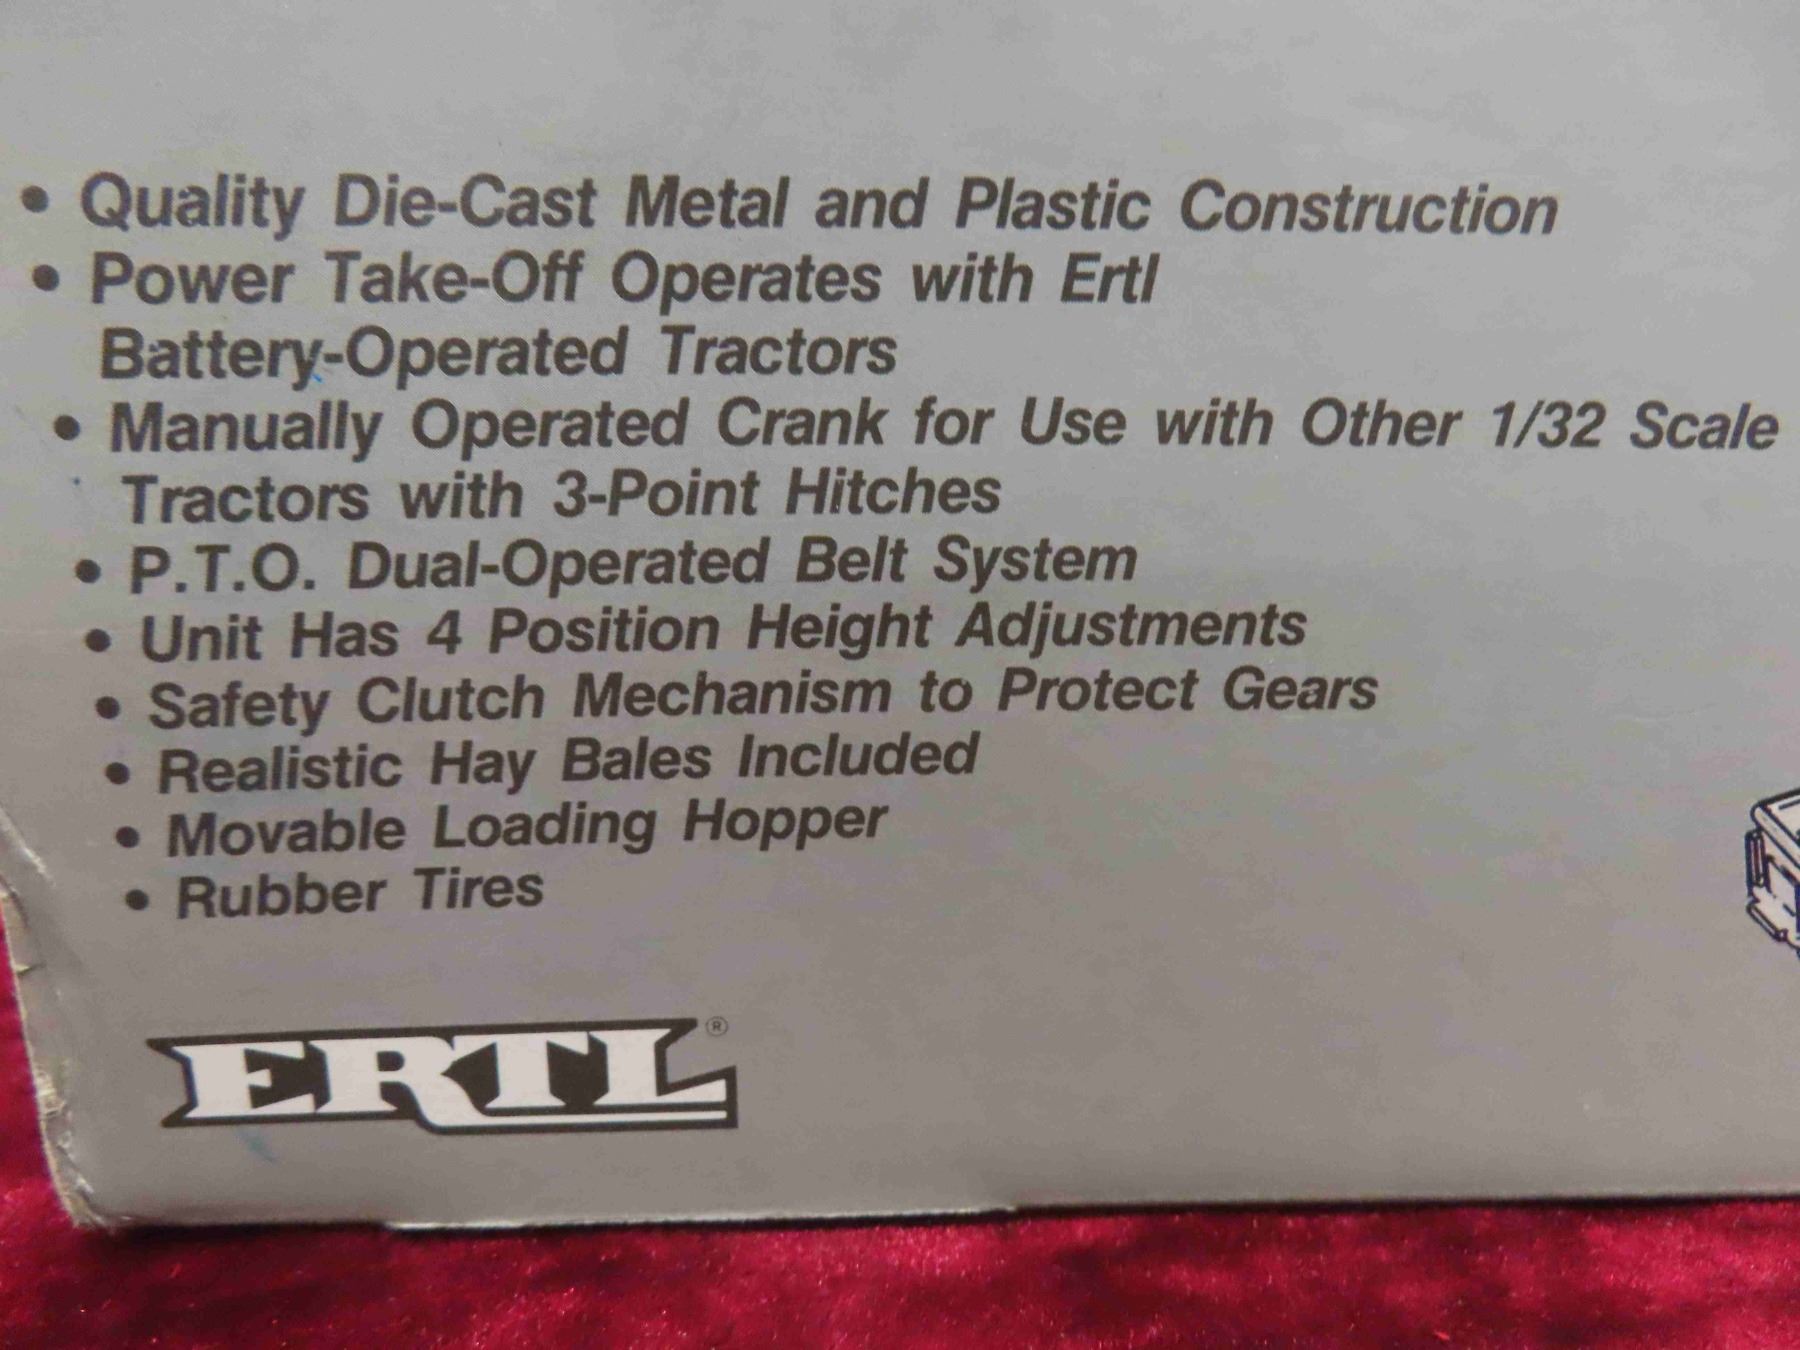 • Quality Die-Cast Metal and Plastic Construction
• Power Take-Off Operates with Ertl
Battery-Operated Tractors
• Manually Operated Crank for Use with Other 1/32 Scale
Tractors with 3-Point Hitches
• P.T.O. Dual-Operated Belt System
• Unit Has 4 Position Height Adjustments
• Safety Clutch Mechanism to Protect Gears
• Realistic Hay Bales Included
• Movable Loading Hopper
• Rubber Tires
ERTL®